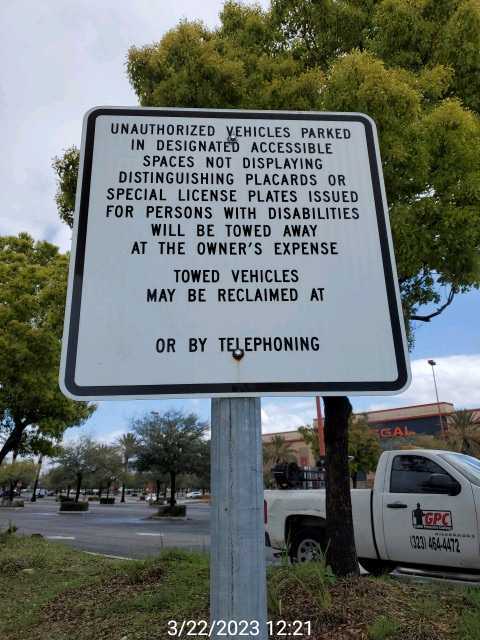 UNAUTHORIZED VEHICLES PARKED
IN DESIGNATED ACCESSIBLE
SPACES NOT DISPLAYING
DISTINGUISHING PLACARDS OR
SPECIAL LICENSE PLATES ISSUED
FOR PERSONS WITH DISABILITIES
WILL BE TOWED AWAY
AT THE OWNER'S EXPENSE
TOWED VEHICLES
MAY BE RECLAIMED AT
OR BY TELEPHONING
GAL
GPC
(323) 464-4472
3/22/2023 12:21